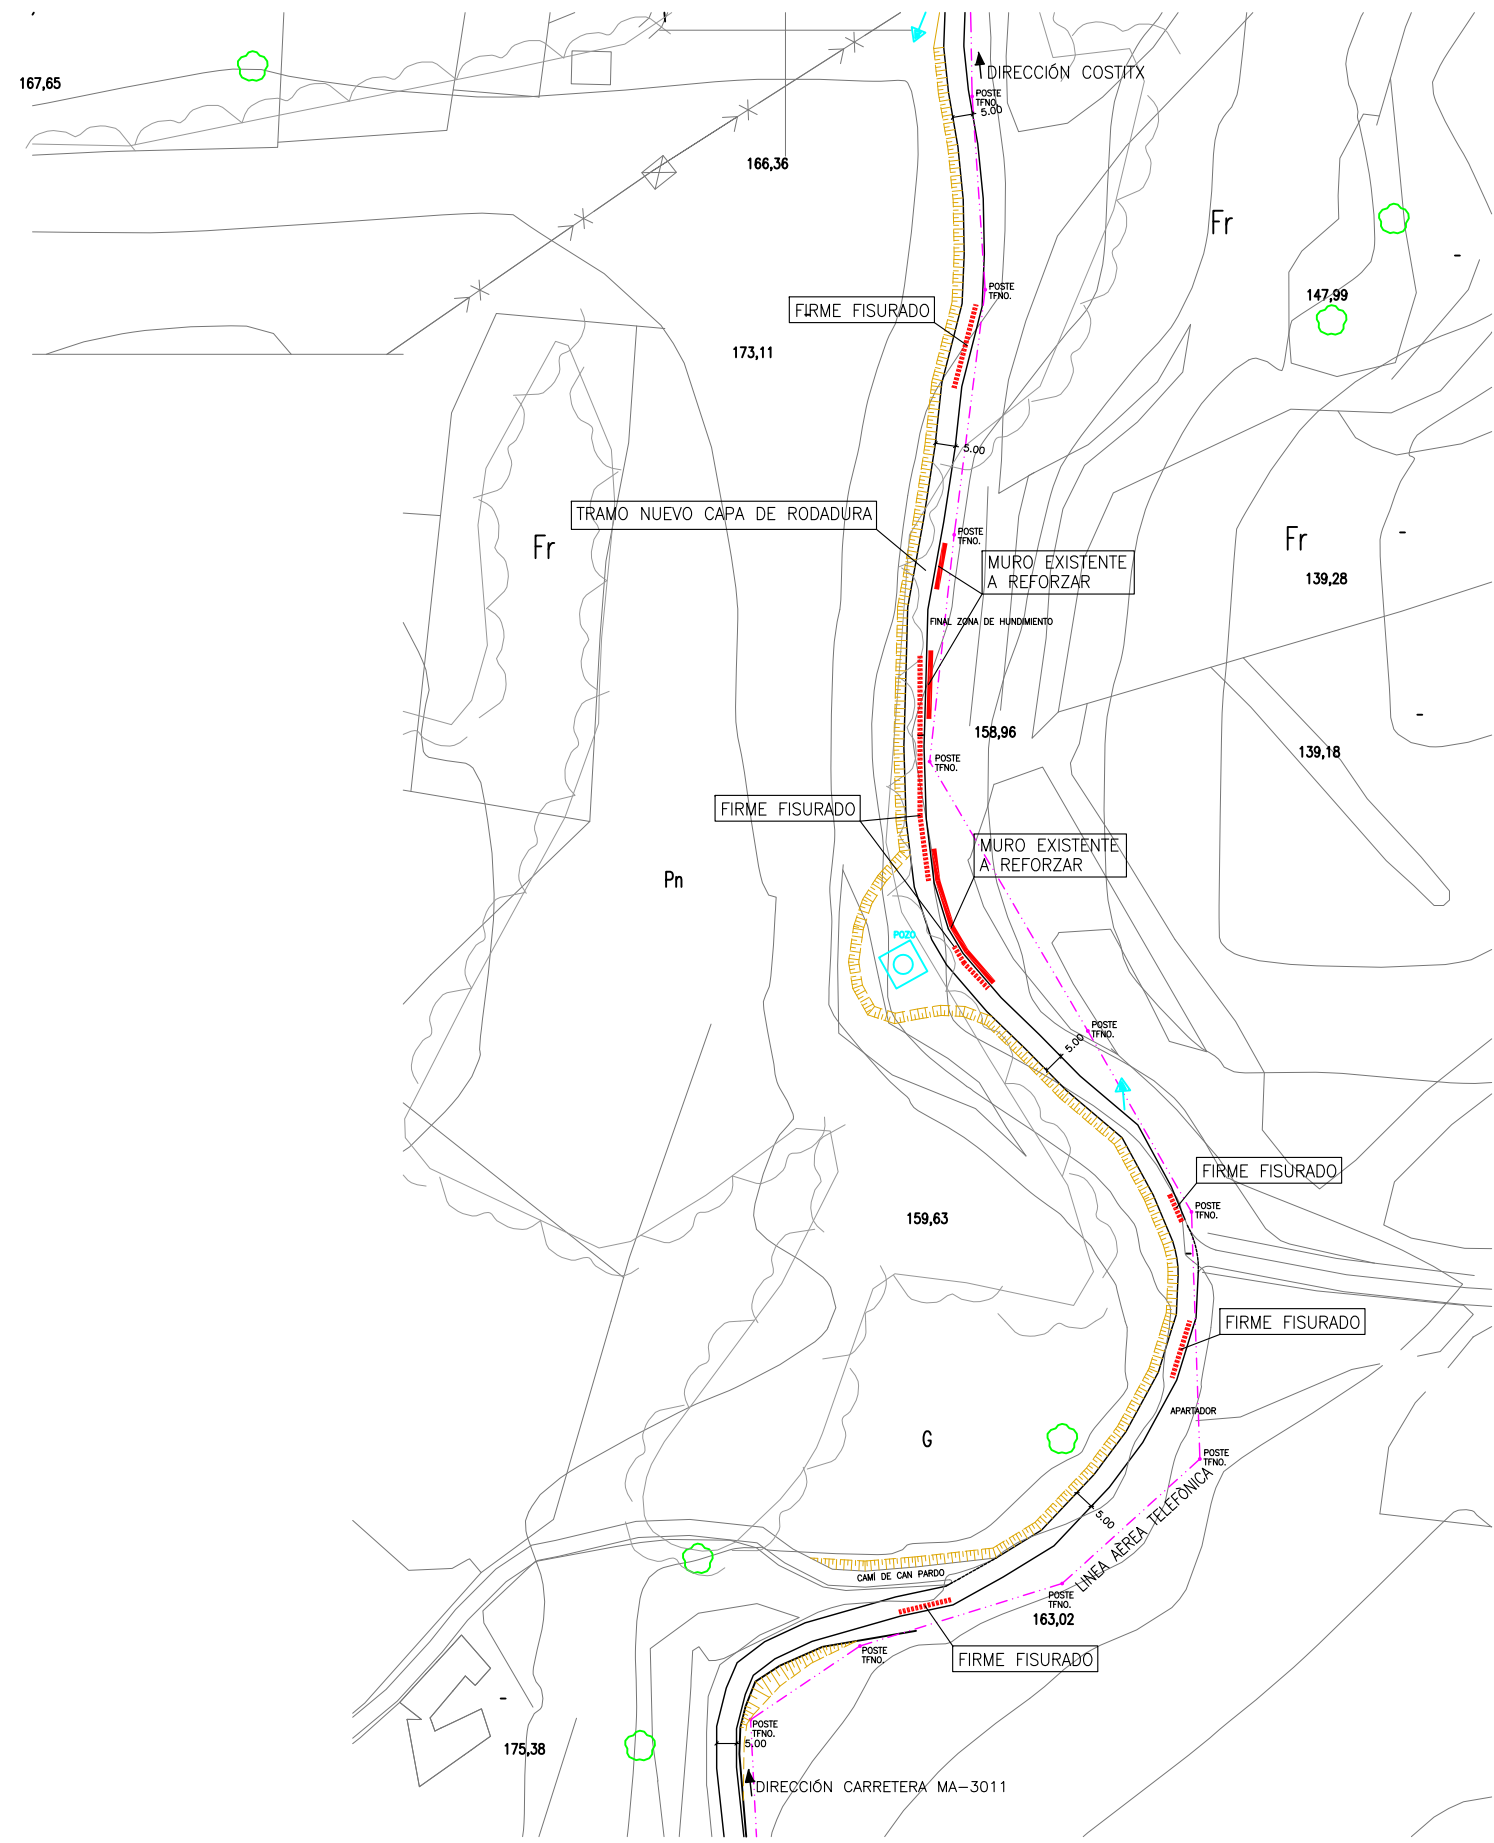 DIRECCIÓN COSTITX
167,65
POSTE
TFNO.
5.00
166,36
Fr
POSTE
TFNO.
147,99
FIRME FISURADO
173,11
5.00
TRAMO NUEVO CAPA DE RODADURA
POSTE
TFNO.
Fr
Fr
MURO EXISTENTE
A REFORZAR
139,28
FINAL ZONA DE HUNDIMIENTO
158,96
139,18
POSTE
TFNO.
FIRME FISURADO
MURO EXISTENTE
A REFORZAR
Pn
POZO
POSTE
TFNO.
5.00
FIRME FISURADO
POSTE
TFNO.
159,63
FIRME FISURADO
APARTADOR
G
POSTE
TFNO.
5.00
LINEA AÈREA TELEFÒNICA
CAMÍ DE CAN PARDO
POSTE
TFNO.
163,02
POSTE
TFNO.
FIRME FISURADO
POSTE
TFNO.
5.00
175,38
DIRECCIÓN CARRETERA MA-3011